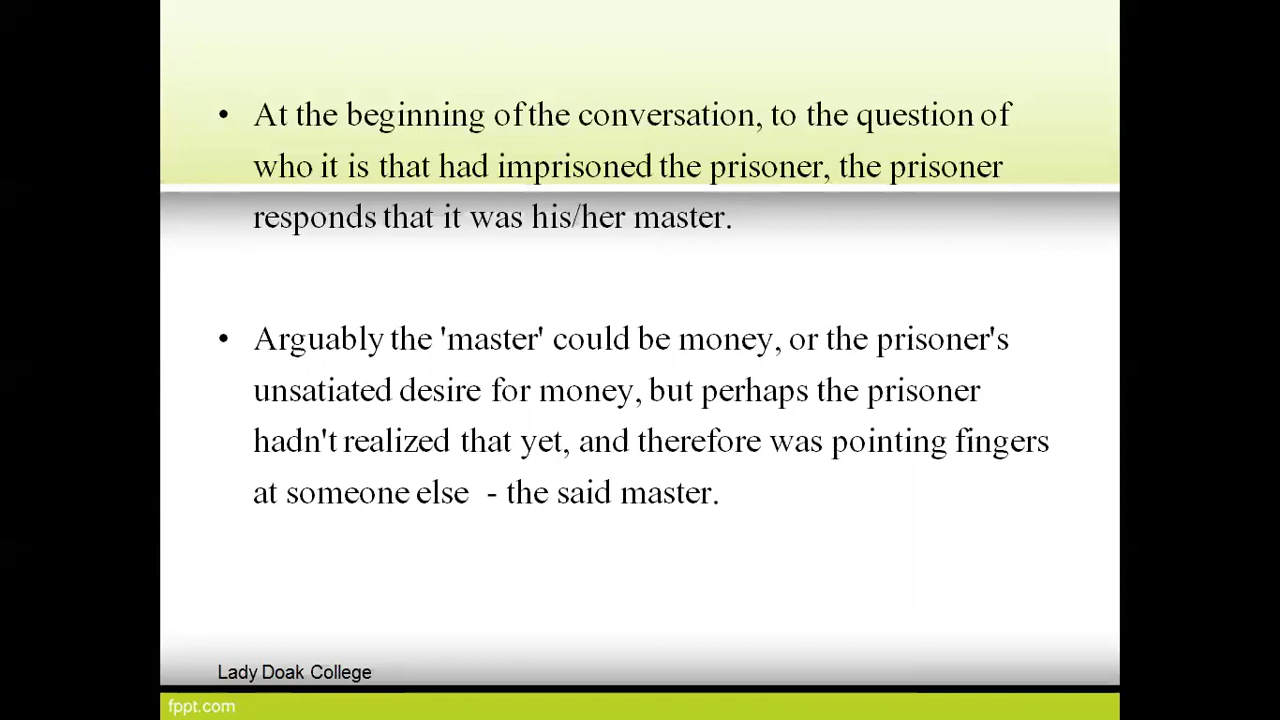 • At the beginning of the conversation, to the question of
who it is that had imprisoned the prisoner, the prisoner
responds that it was his/her master.
• Arguably the 'master' could be money, or the prisoner's
unsatiated desire for money, but perhaps the prisoner
hadn't realized that yet, and therefore was pointing fingers
at someone else - the said master.
Lady Doak College
fppt.com